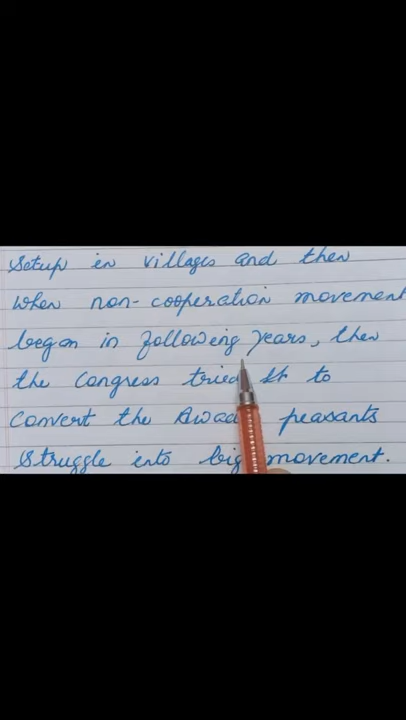 Setup in villages and then
when non-cooperation movement
began in following years, then
the Congress tried to
convert the Awad peasants
struggle into big movement.